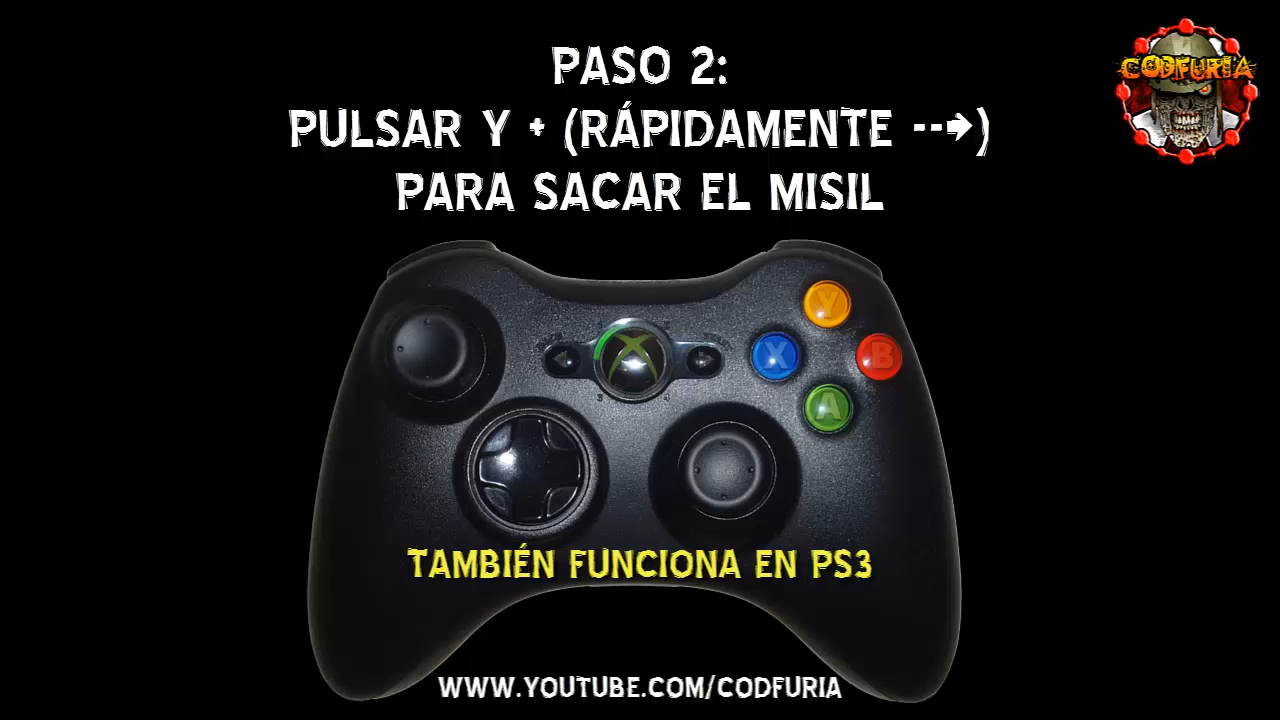 PASO 2:
PULSAR Y + (RÁPIDAMENTE --➔)
PARA SACAR EL MISIL
CODFURIA
Y
X
B
A
TAMBIÉN FUNCIONA EN PS3
WWW.YOUTUBE.COM/CODFURIA